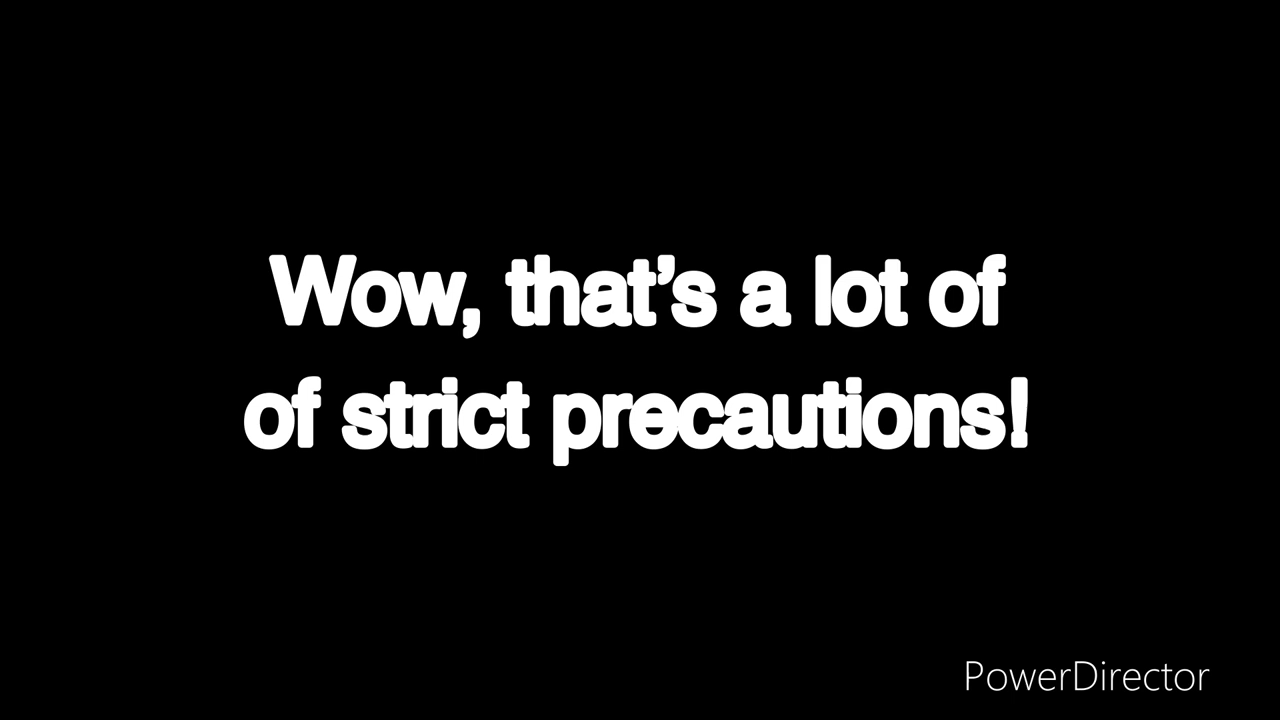 Wow, that’s a lot of
of strict precautions!
PowerDirector